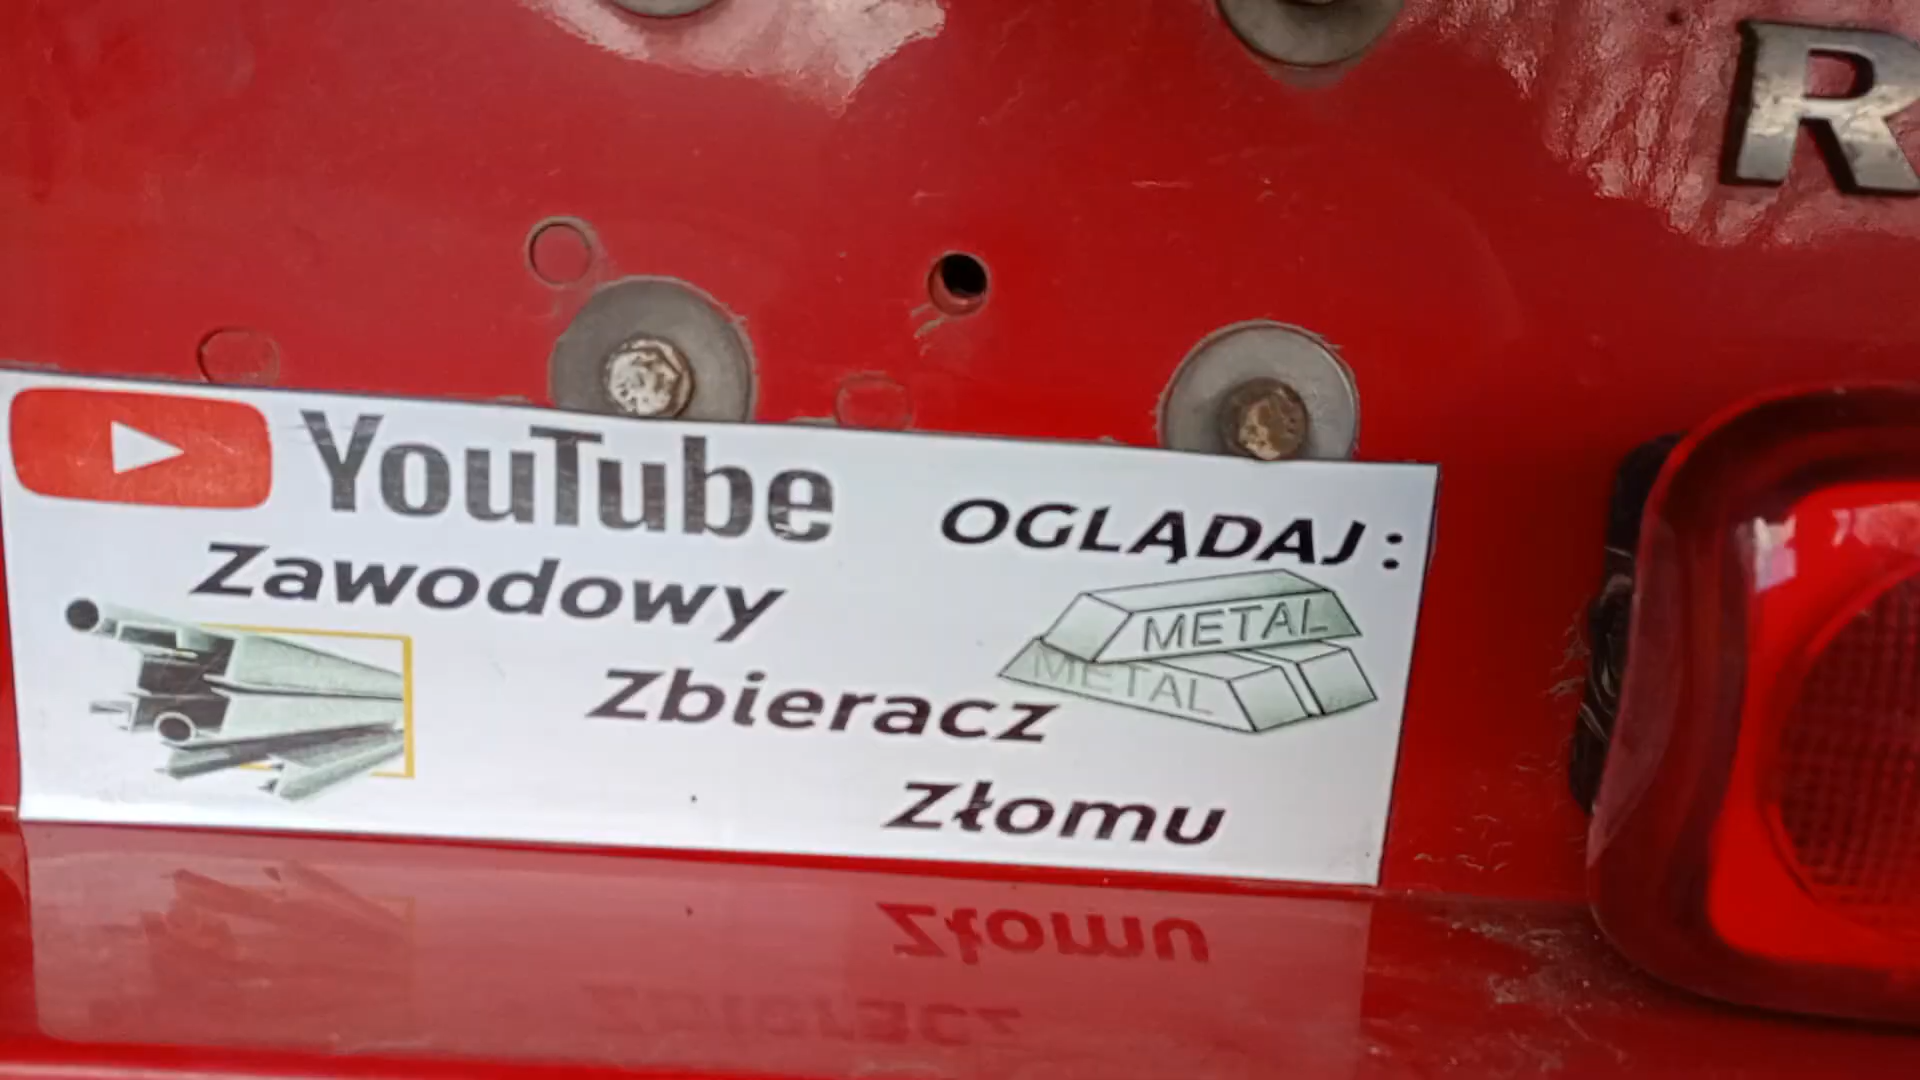 R
YouTube
OGLĄDAJ :
Zawodowy
METAL
METAL
Zbieracz
Złomu